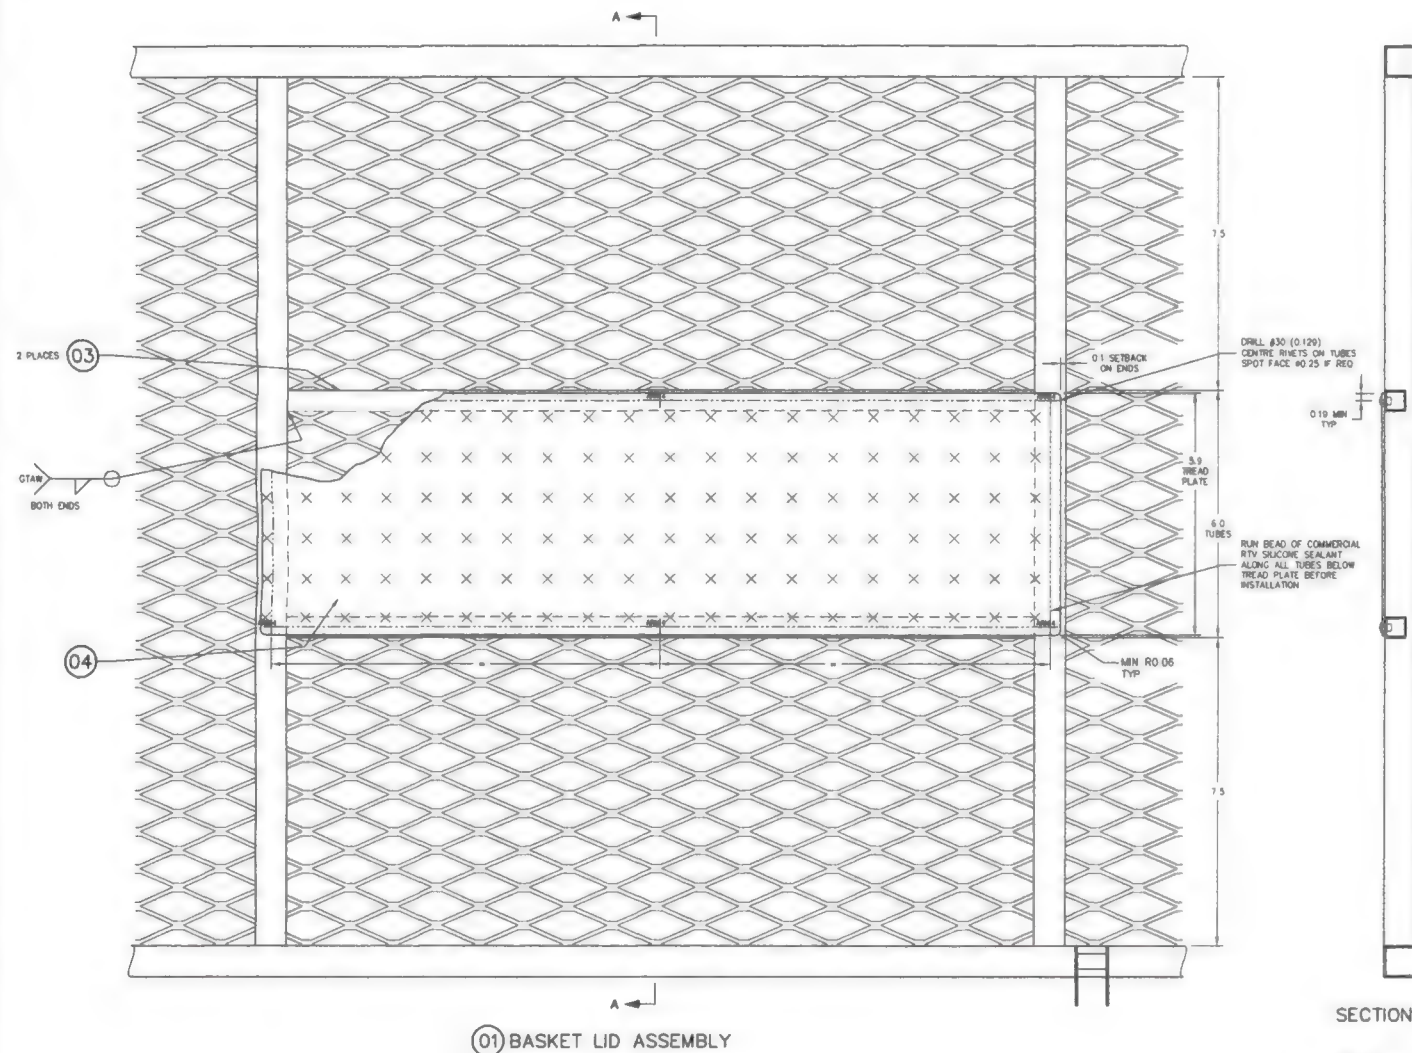 A
7.5
2 PLACES 03
0.1 SETBACK
ON ENDS
DRILL #30 (0.129)
CENTRE RIVETS ON TUBES
SPOT FACE ø0.25 IF REQ
0.19 MIN
TYP
GTAW
BOTH ENDS
5.9
TREAD
PLATE
6.0
TUBES
RUN BEAD OF COMMERCIAL
RTV SILICONE SEALANT
ALONG ALL TUBES BELOW
TREAD PLATE BEFORE
INSTALLATION
04
=
=
MIN R0.06
TYP
7.5
A
SECTION
01 BASKET LID ASSEMBLY